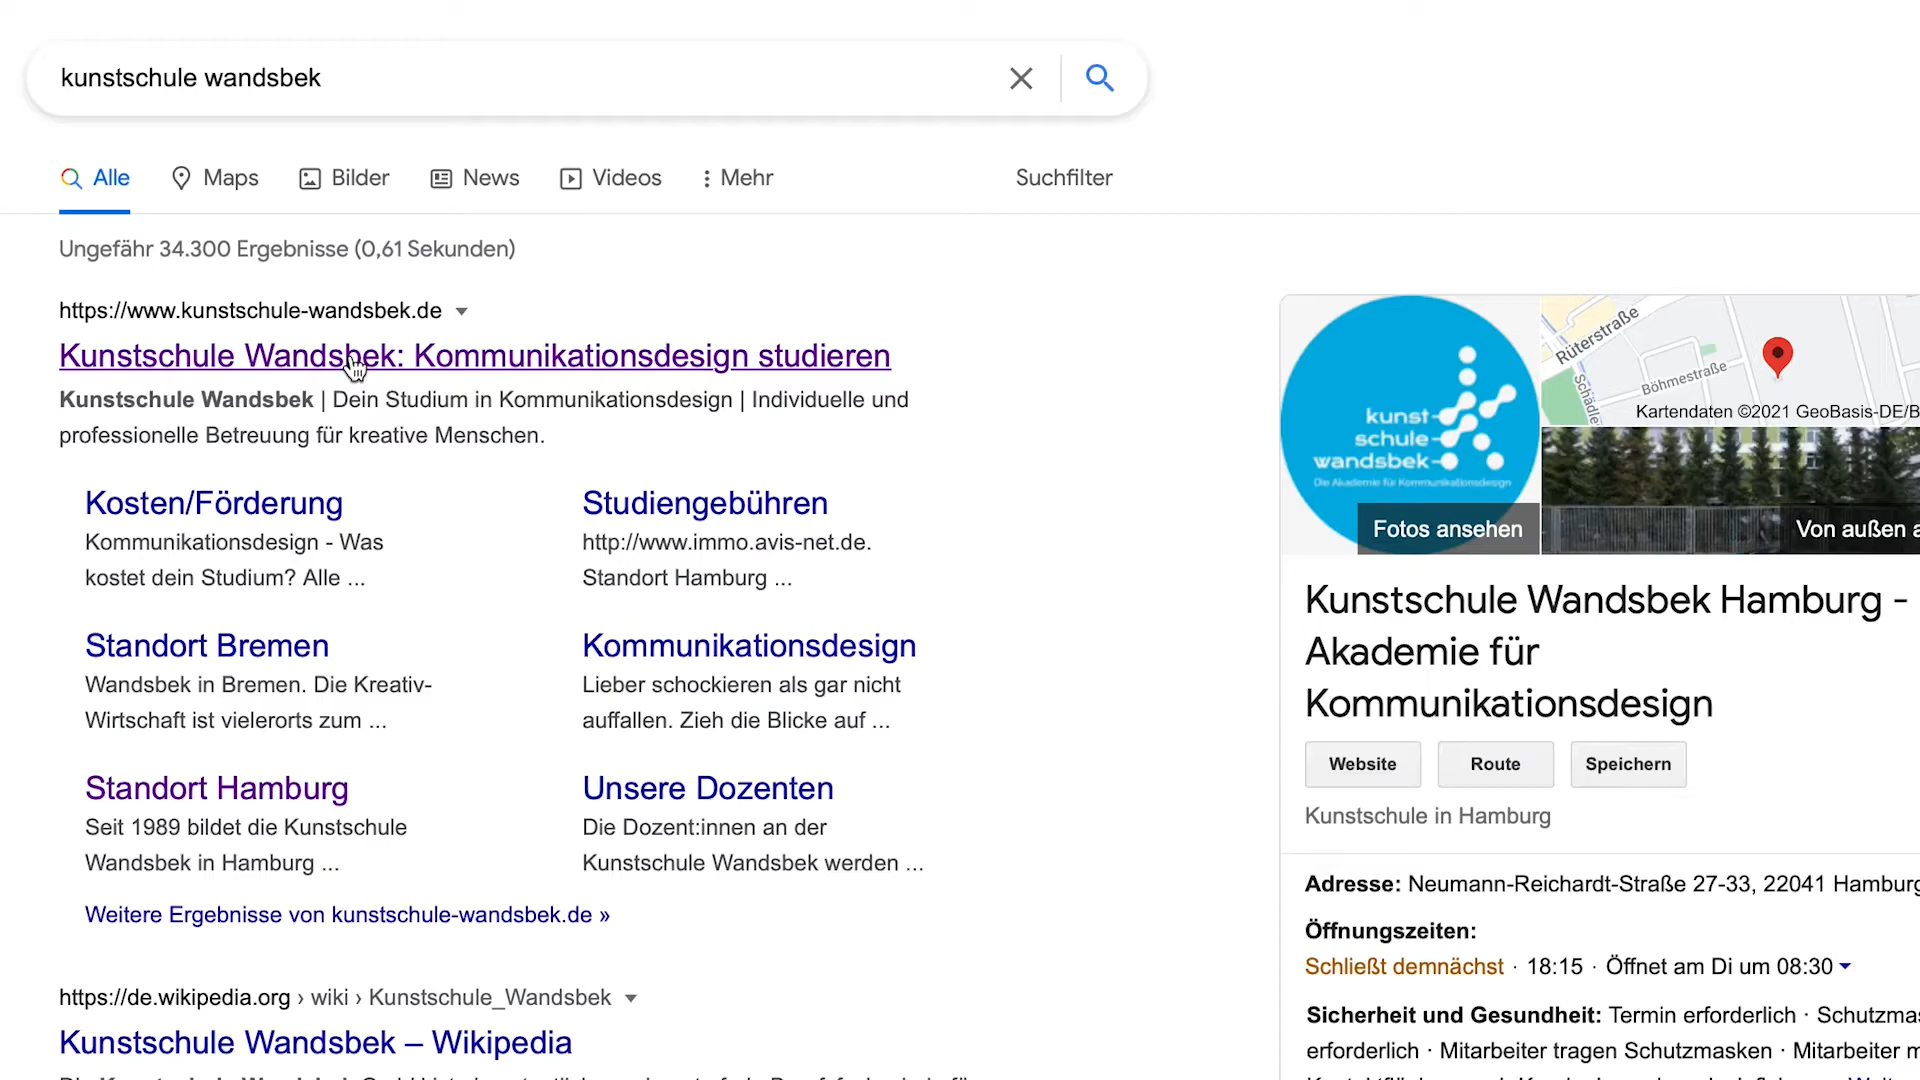 kunstschule wandsbek
Alle
Maps
Bilder
News
Videos
Mehr
Suchfilter
Ungefähr 34.300 Ergebnisse (0,61 Sekunden)
https://www.kunstschule-wandsbek.de
Kunstschule Wandsbek: Kommunikationsdesign studieren
Kunstschule Wandsbek | Dein Studium in Kommunikationsdesign | Individuelle und
professionelle Betreuung für kreative Menschen.
Kosten/Förderung
Kommunikationsdesign - Was
kostet dein Studium? Alle ...
Studiengebühren
http://www.immo.avis-net.de.
Standort Hamburg ...
Standort Bremen
Wandsbek in Bremen. Die Kreativ-
Wirtschaft ist vielerorts zum ...
Kommunikationsdesign
Lieber schockieren als gar nicht
auffallen. Zieh die Blicke auf ...
Standort Hamburg
Seit 1989 bildet die Kunstschule
Wandsbek in Hamburg ...
Unsere Dozenten
Die Dozent:innen an der
Kunstschule Wandsbek werden ...
Weitere Ergebnisse von kunstschule-wandsbek.de »
https://de.wikipedia.org › wiki › Kunstschule_Wandsbek
Kunstschule Wandsbek – Wikipedia
kunst-
schule-
wandsbek-
Die Akademie für Kommunikationsdesign
Fotos ansehen
Rüterstraße
Böhmestraße
Schädle
Kartendaten ©2021 GeoBasis-DE/B
Von außen a
Kunstschule Wandsbek Hamburg -
Akademie für
Kommunikationsdesign
Website
Route
Speichern
Kunstschule in Hamburg
Adresse: Neumann-Reichardt-Straße 27-33, 22041 Hamburg
Öffnungszeiten:
Schließt demnächst · 18:15 · Öffnet am Di um 08:30
Sicherheit und Gesundheit: Termin erforderlich · Schutzmas
erforderlich · Mitarbeiter tragen Schutzmasken · Mitarbeiter m